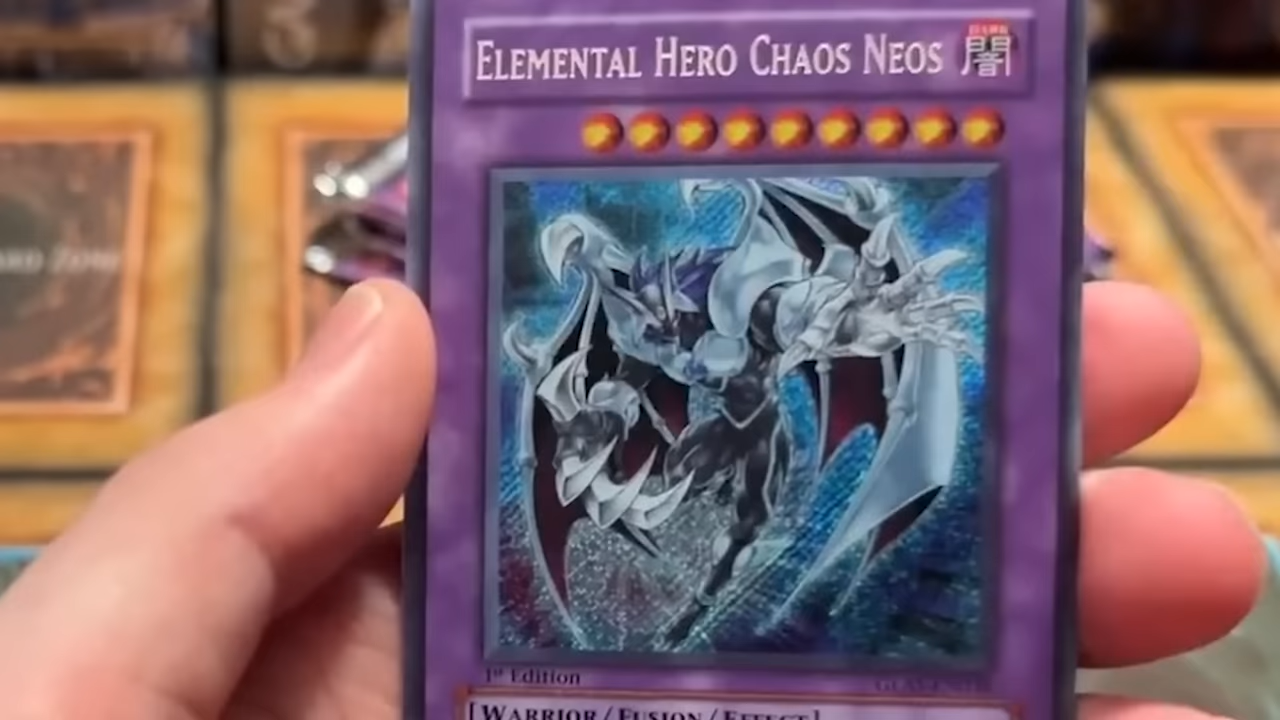 ELEMENTAL HERO CHAOS NEOS 闇
1st Edition
[WARRIOR/FUSION/EFFECT]